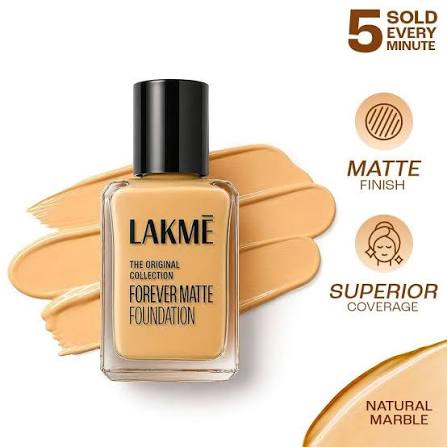 5 SOLD
EVERY
MINUTE
LAKMĒ
THE ORIGINAL
COLLECTION
FOREVER MATTE
FOUNDATION
MATTE
FINISH
SUPERIOR
COVERAGE
NATURAL
MARBLE